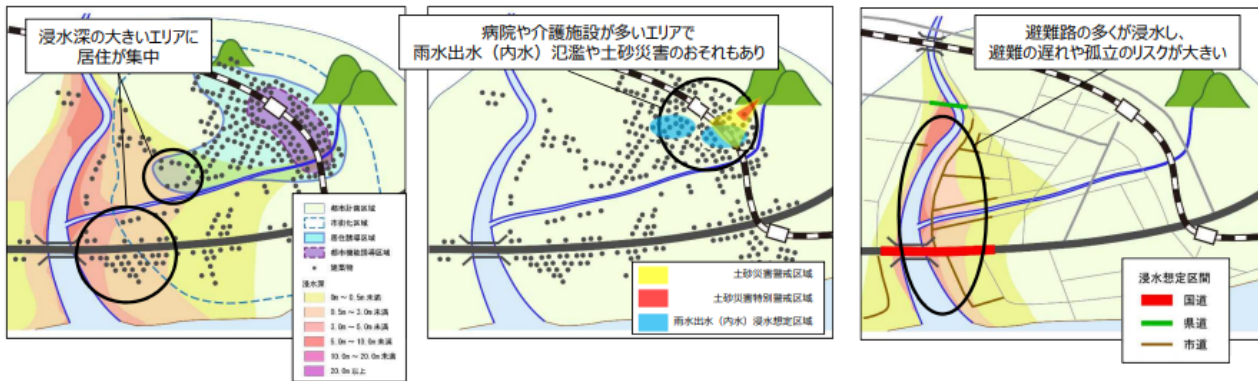 浸水深の大きいエリアに
居住が集中
都市計画区域
市街化区域
居住誘導区域
都市機能誘導区域
建築物
浸水深
0m～0.5m未満
0.5m～3.0m未満
3.0m～5.0m未満
5.0m～10.0m未満
10.0m～20.0m未満
20.0m以上
病院や介護施設が多いエリアで
雨水出水（内水）氾濫や土砂災害のおそれもあり
土砂災害警戒区域
土砂災害特別警戒区域
雨水出水（内水）浸水想定区域
避難路の多くが浸水し、
避難の遅れや孤立のリスクが大きい
浸水想定区間
国道
県道
市道